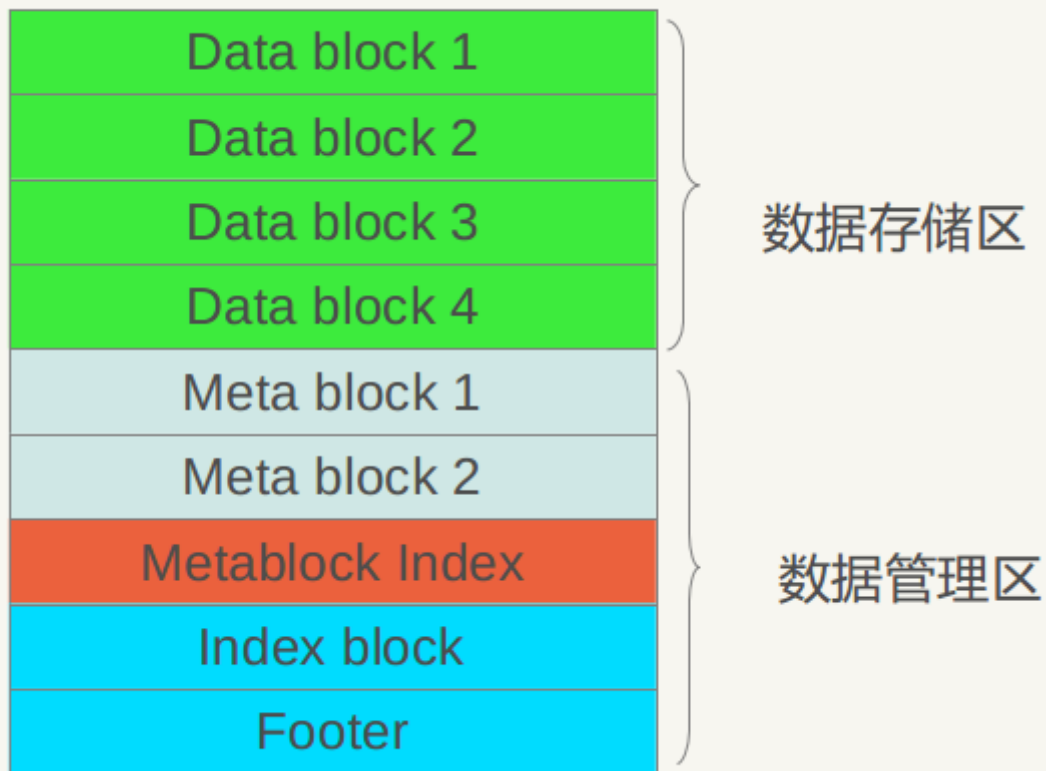 Data block 1
Data block 2
Data block 3
数据存储区
Data block 4
Meta block 1
Meta block 2
Metablock Index
数据管理区
Index block
Footer